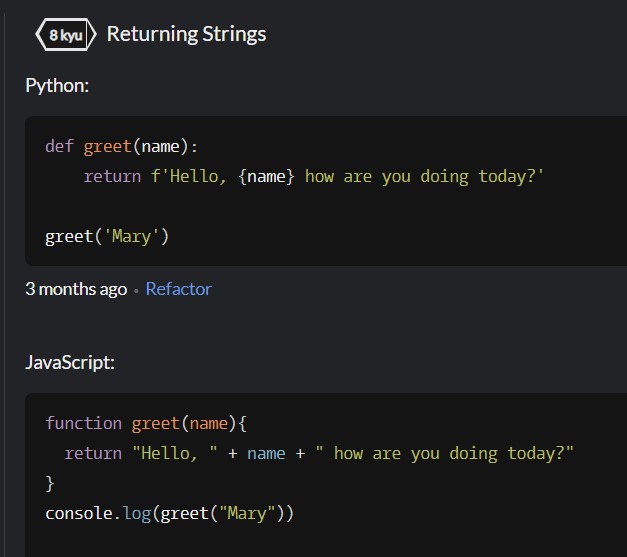 8 kyu Returning Strings
Python:
def greet(name):
    return f'Hello, {name} how are you doing today?'
greet('Mary')
3 months ago • Refactor
JavaScript:
function greet(name){
  return "Hello, " + name + " how are you doing today?"
}
console.log(greet("Mary"))